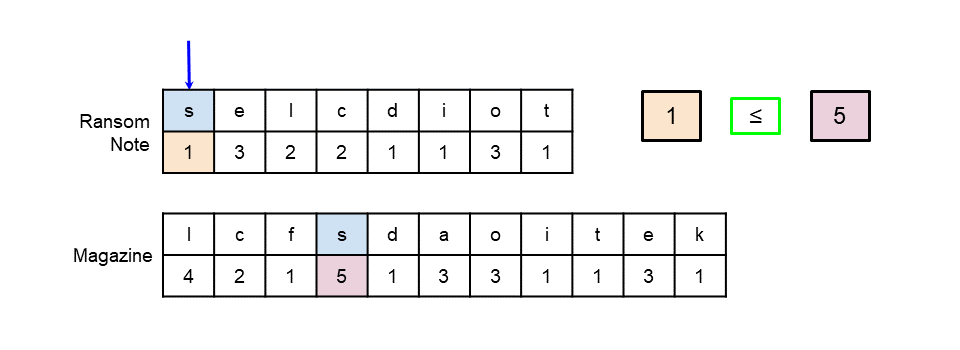 s e l c d i o t
Ransom Note
1 3 2 2 1 1 3 1
1 ≤ 5
l c f s d a o i t e k
Magazine
4 2 1 5 1 3 3 1 1 3 1